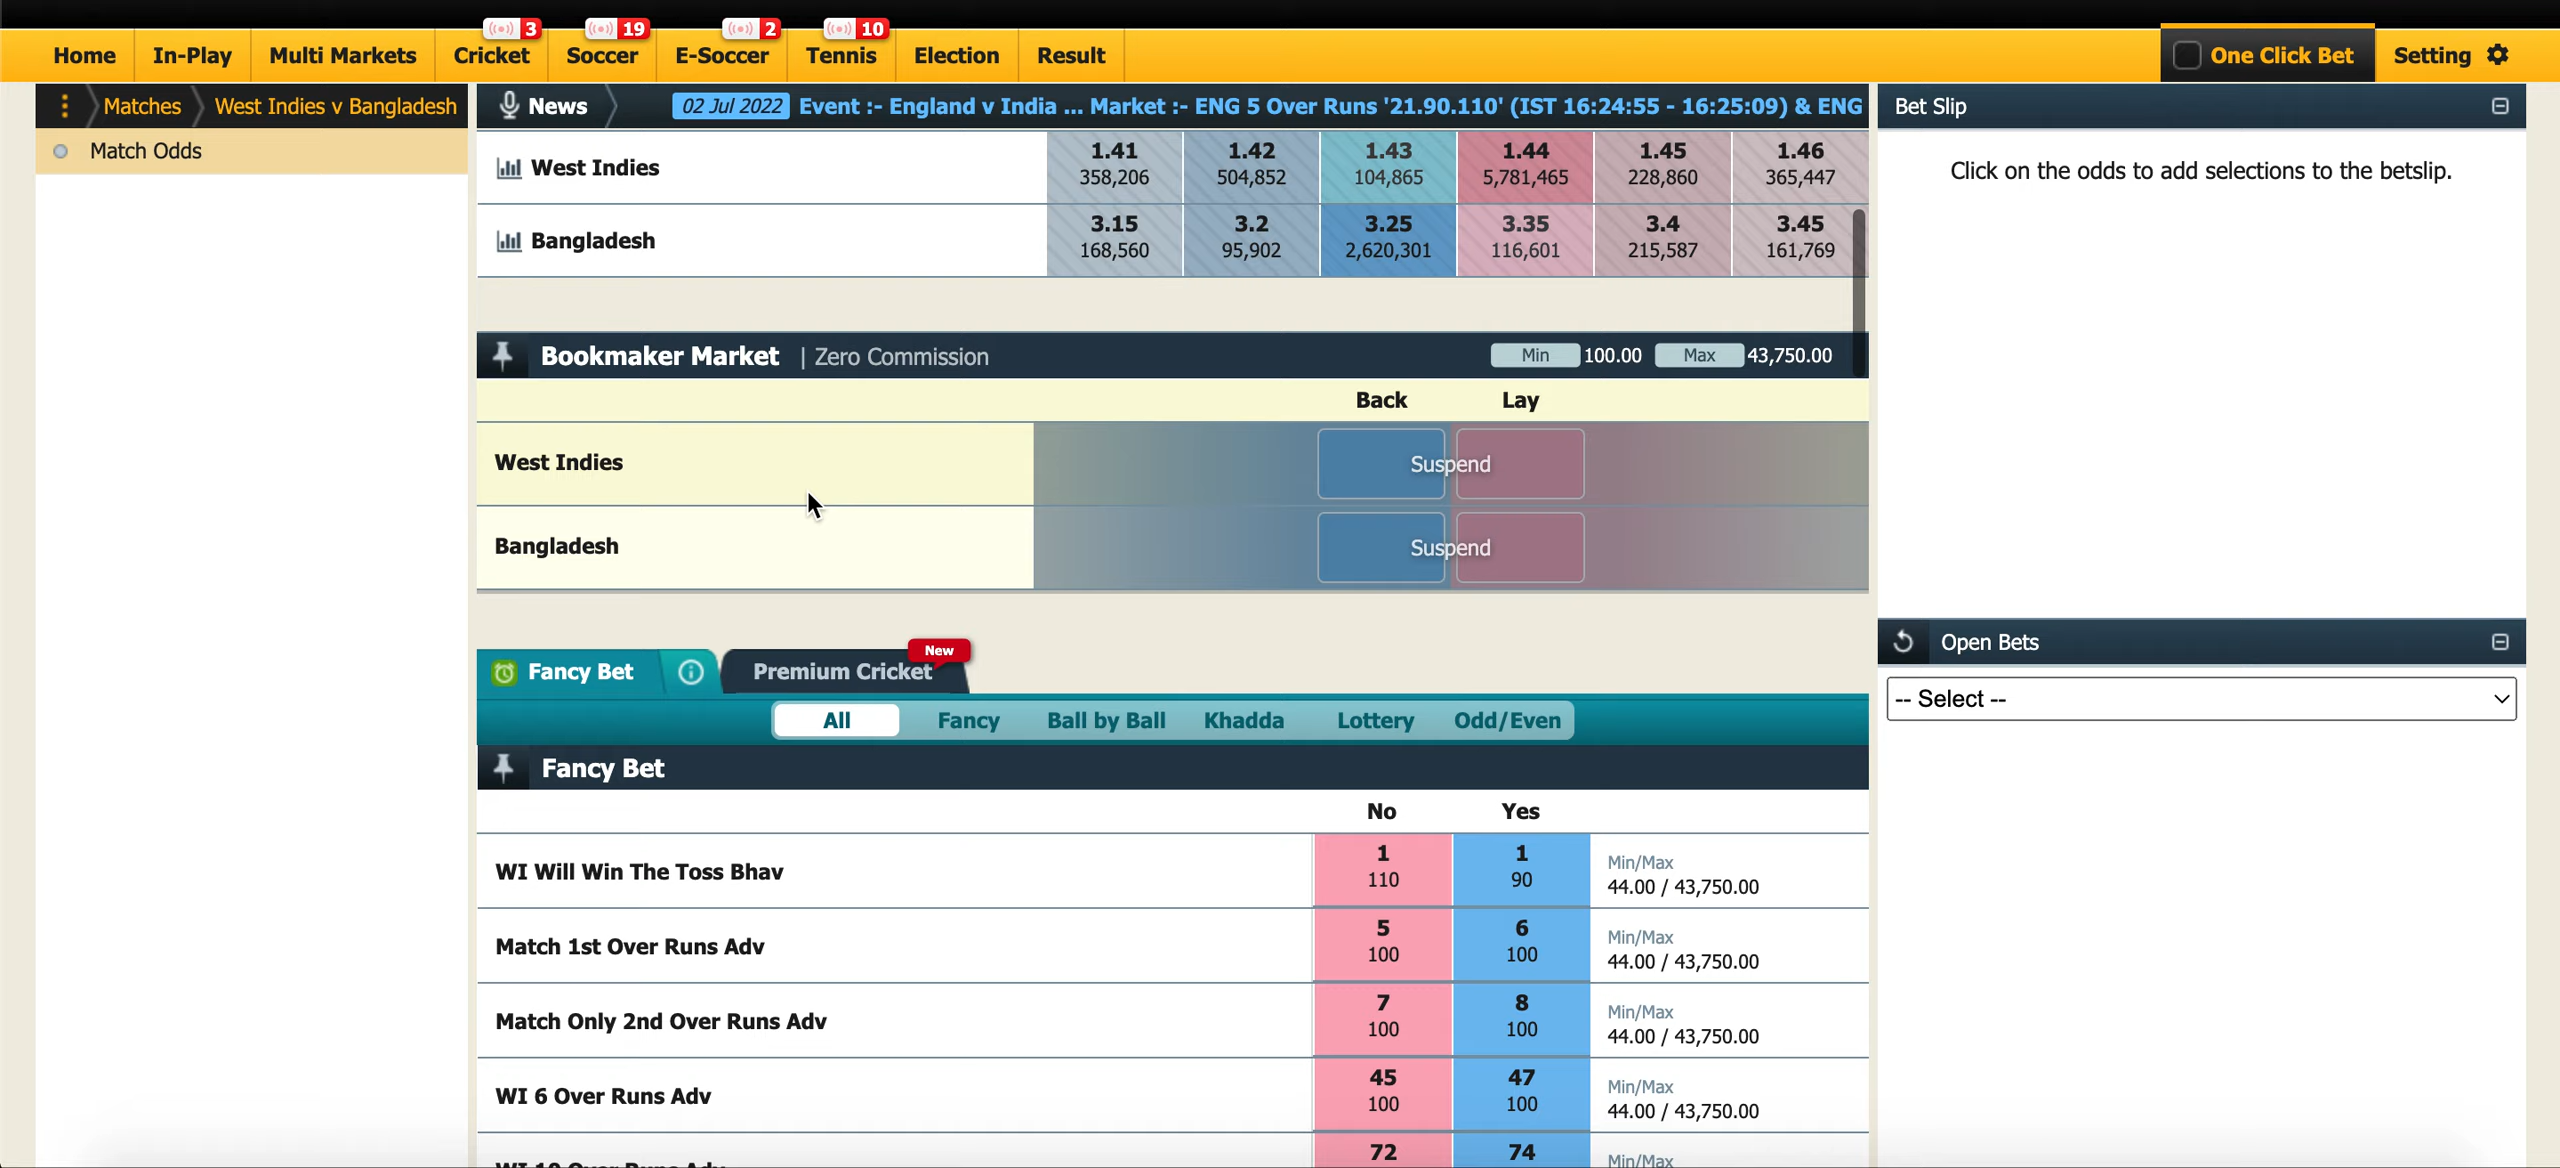 3 19 2 10
Home In-Play Multi Markets Cricket Soccer E-Soccer Tennis Election Result One Click Bet Setting
Matches West Indies v Bangladesh
Match Odds
News 02 Jul 2022 Event :- England v India ... Market :- ENG 5 Over Runs '21.90.110' (IST 16:24:55 - 16:25:09) & ENG
West Indies 1.41 1.42 1.43 1.44 1.45 1.46
358,206 504,852 104,865 5,781,465 228,860 365,447
Bangladesh 3.15 3.2 3.25 3.35 3.4 3.45
168,560 95,902 2,620,301 116,601 215,587 161,769
Bookmaker Market | Zero Commission Min 100.00 Max 43,750.00
Back Lay
West Indies Suspend
Bangladesh Suspend
Fancy Bet Premium Cricket New
All Fancy Ball by Ball Khadda Lottery Odd/Even
Fancy Bet
No Yes
WI Will Win The Toss Bhav 1 1 Min/Max
110 90 44.00 / 43,750.00
Match 1st Over Runs Adv 5 6 Min/Max
100 100 44.00 / 43,750.00
Match Only 2nd Over Runs Adv 7 8 Min/Max
100 100 44.00 / 43,750.00
WI 6 Over Runs Adv 45 47 Min/Max
100 100 44.00 / 43,750.00
WI 10 Over Runs Adv 72 74 Min/Max
Bet Slip
Click on the odds to add selections to the betslip.
Open Bets
-- Select --